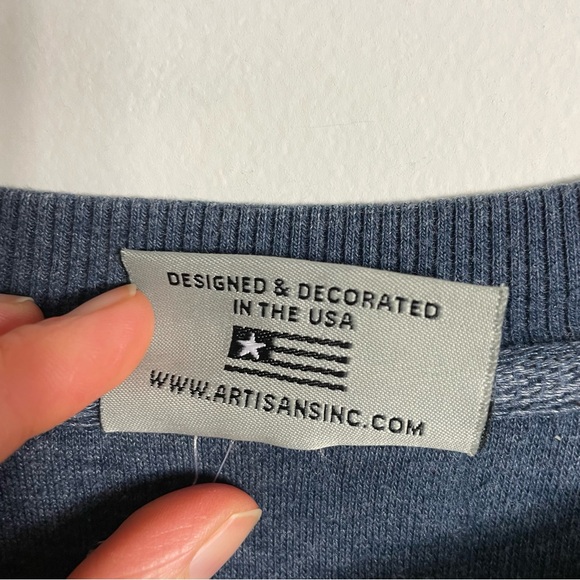 DESIGNED & DECORATED
IN THE USA
WWW.ARTISANSINC.COM